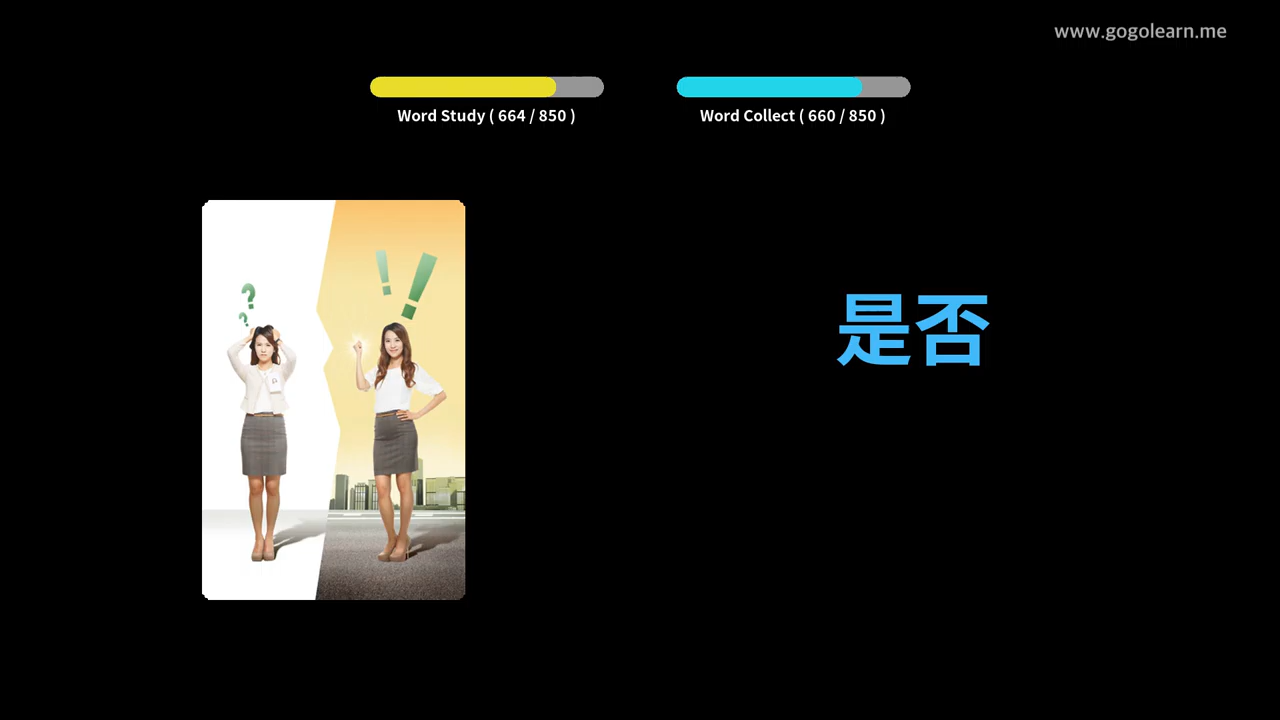 www.gogolearn.me
Word Study ( 664 / 850 )
Word Collect ( 660 / 850 )
?
?
! !
是否